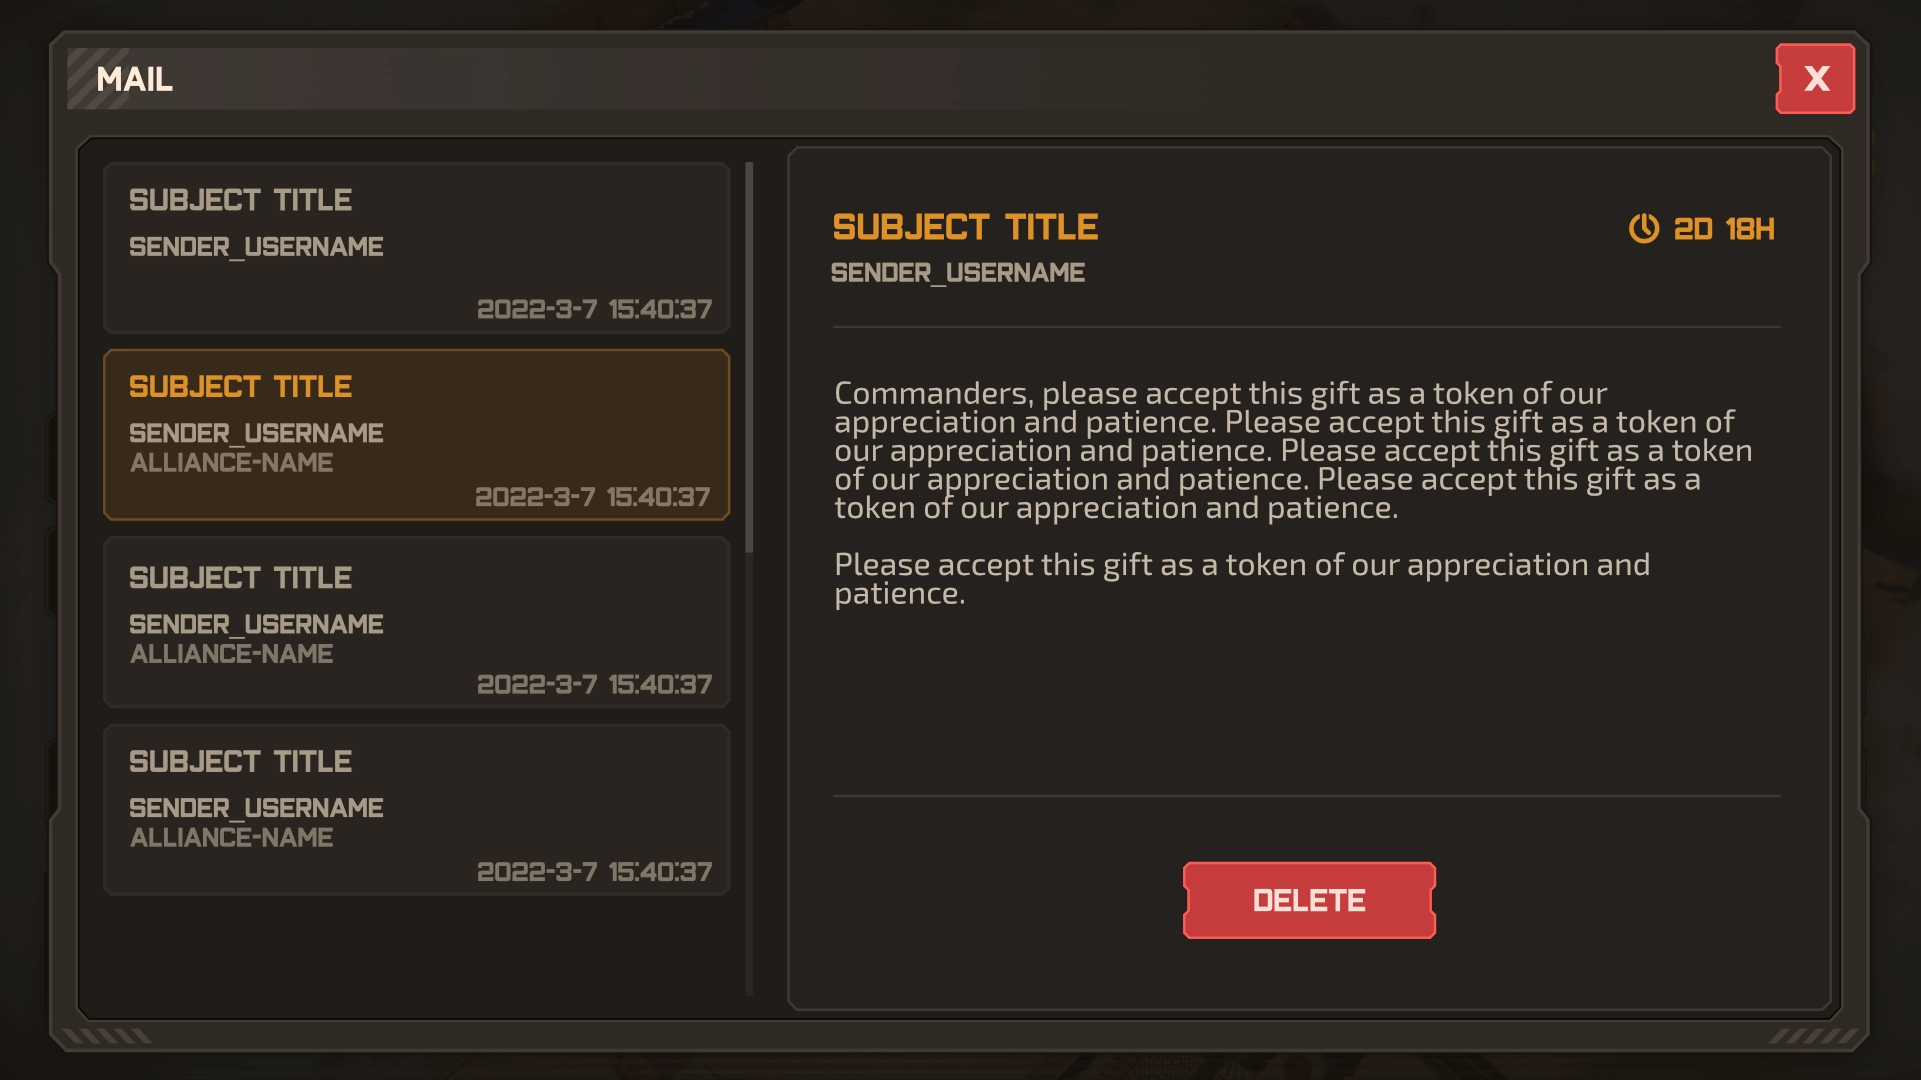 MAIL
X
SUBJECT TITLE
SENDER_USERNAME
2022-3-7 15:40:37
SUBJECT TITLE
SENDER_USERNAME
ALLIANCE-NAME
2022-3-7 15:40:37
SUBJECT TITLE
SENDER_USERNAME
ALLIANCE-NAME
2022-3-7 15:40:37
SUBJECT TITLE
SENDER_USERNAME
ALLIANCE-NAME
2022-3-7 15:40:37
SUBJECT TITLE
2D 18H
SENDER_USERNAME
Commanders, please accept this gift as a token of our
appreciation and patience. Please accept this gift as a token of
our appreciation and patience. Please accept this gift as a token
of our appreciation and patience. Please accept this gift as a
token of our appreciation and patience.
Please accept this gift as a token of our appreciation and
patience.
DELETE